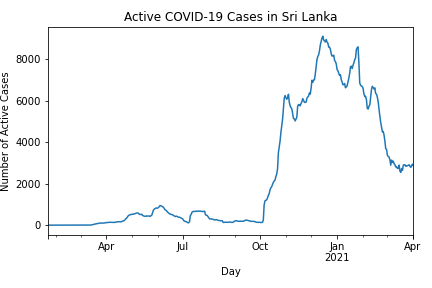 Active COVID-19 Cases in Sri Lanka
Number of Active Cases
8000
6000
4000
2000
0
Apr Jul Oct Jan Apr
2021
Day